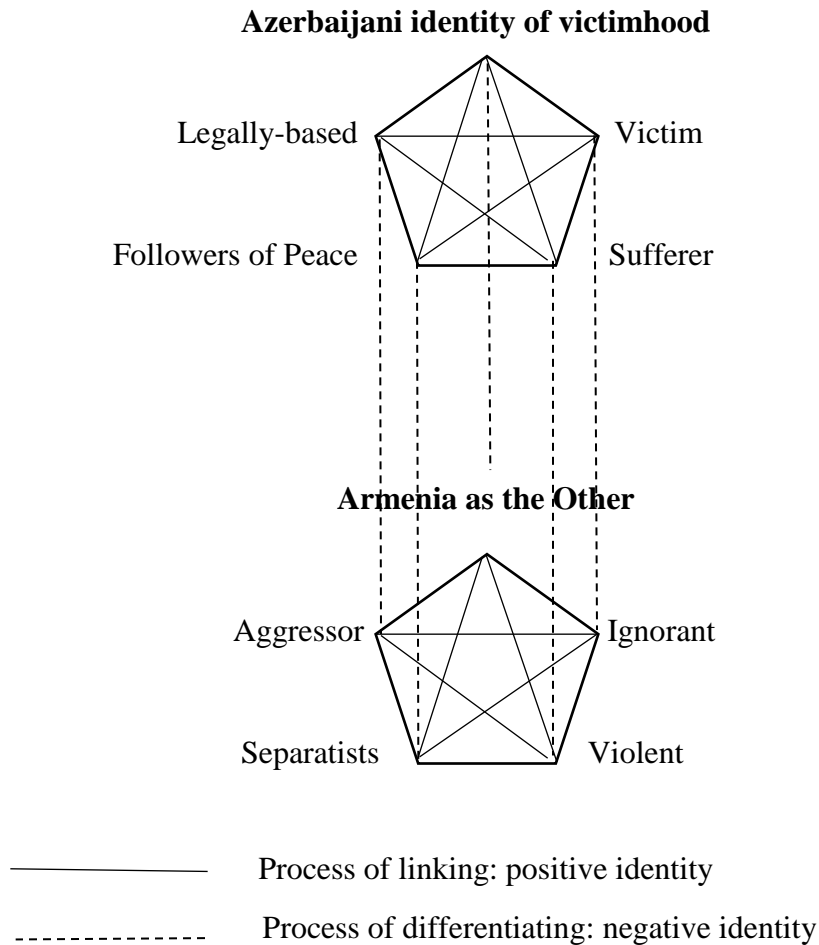 Azerbaijani identity of victimhood
Legally-based
Victim
Followers of Peace
Sufferer
Armenia as the Other
Aggressor
Ignorant
Separatists
Violent
Process of linking: positive identity
Process of differentiating: negative identity